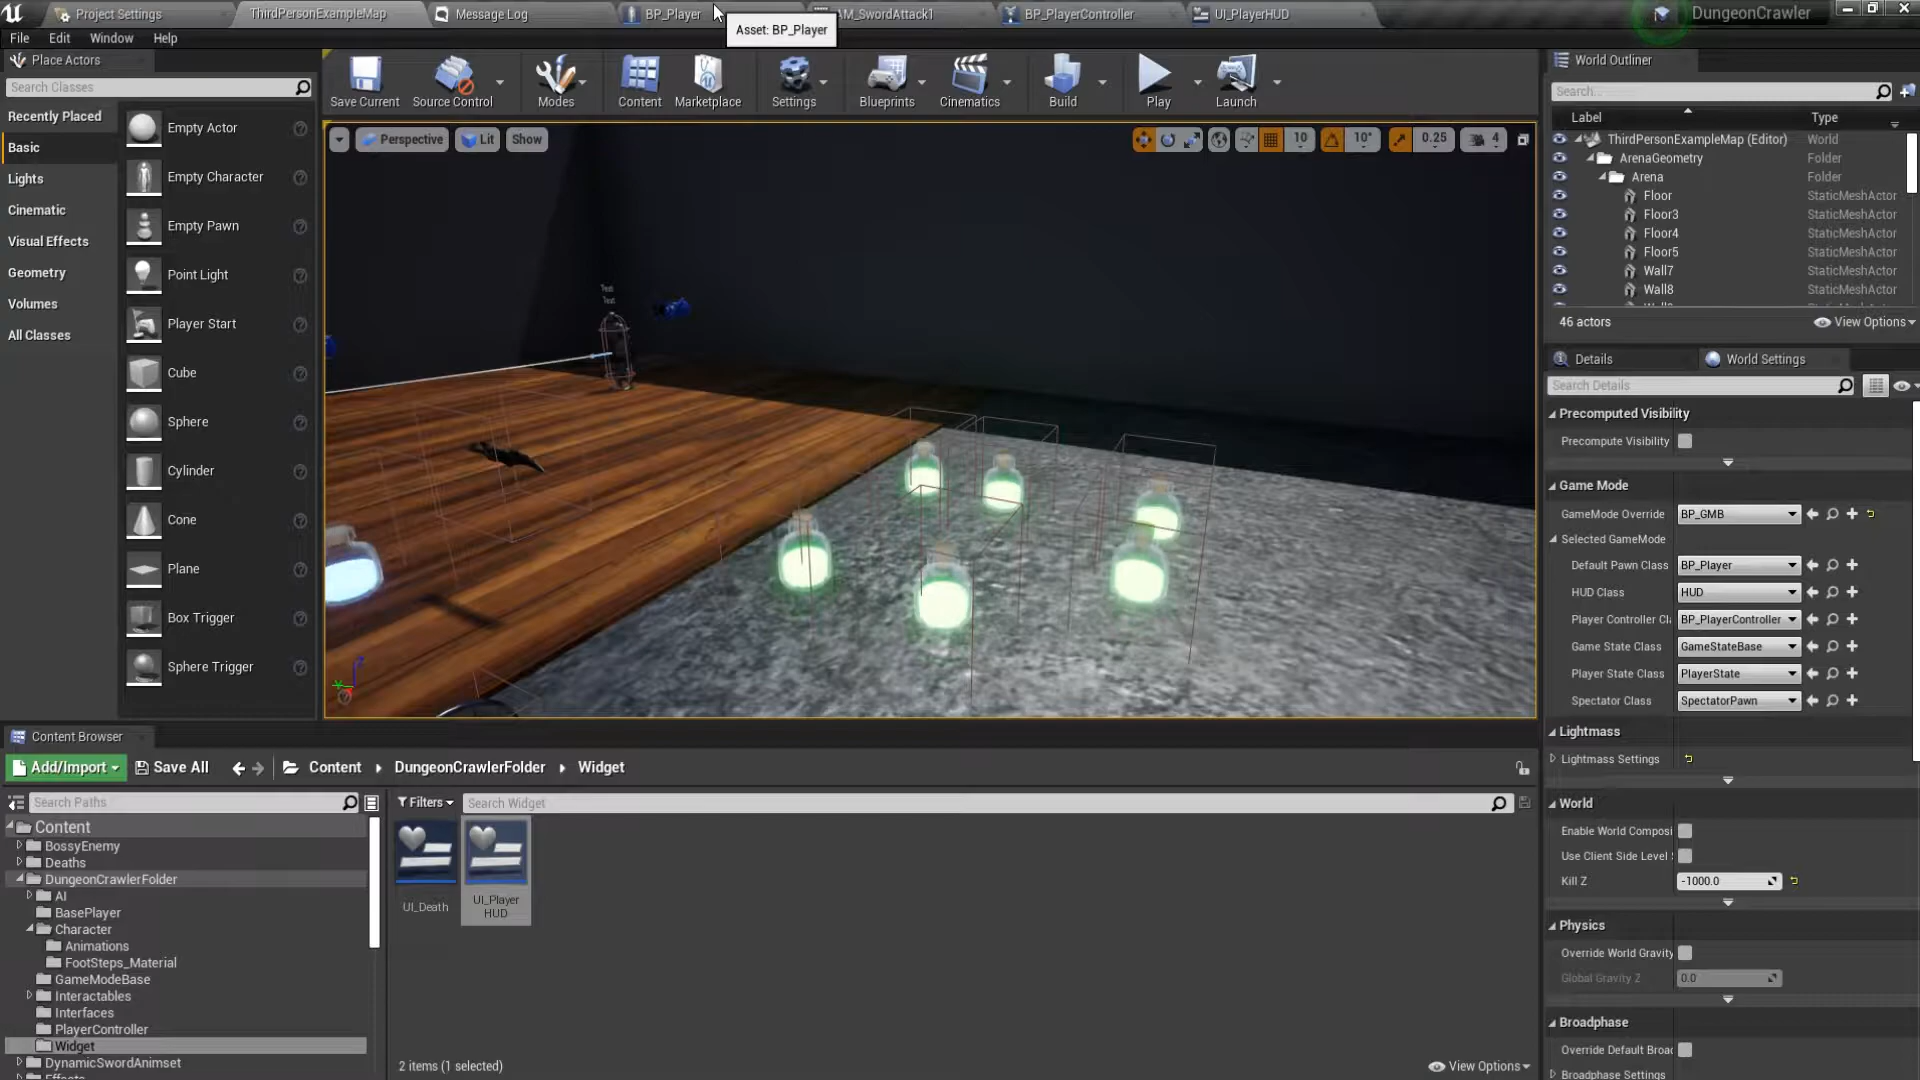 Project Settings
ThirdPersonExampleMap
Message Log
BP_Player
AM_SwordAttack1
BP_PlayerController
UI_PlayerHUD
DungeonCrawler
Asset: BP_Player
File
Edit
Window
Help
Place Actors
Search Classes
Recently Placed
Basic
Lights
Cinematic
Visual Effects
Geometry
Volumes
All Classes
Empty Actor
Empty Character
Empty Pawn
Point Light
Player Start
Cube
Sphere
Cylinder
Cone
Plane
Box Trigger
Sphere Trigger
Save Current
Source Control
Modes
Content
Marketplace
Settings
Blueprints
Cinematics
Build
Play
Launch
Perspective
Lit
Show
10
10°
0.25
4
Text
Text
World Outliner
Search...
Label
Type
ThirdPersonExampleMap (Editor) World
ArenaGeometry Folder
Arena Folder
Floor StaticMeshActor
Floor3 StaticMeshActor
Floor4 StaticMeshActor
Floor5 StaticMeshActor
Wall7 StaticMeshActor
Wall8 StaticMeshActor
46 actors
View Options
Details
World Settings
Search Details
Precomputed Visibility
Precompute Visibility
Game Mode
GameMode Override BP_GMB
Selected GameMode
Default Pawn Class BP_Player
HUD Class HUD
Player Controller Cl BP_PlayerController
Game State Class GameStateBase
Player State Class PlayerState
Spectator Class SpectatorPawn
Lightmass
Lightmass Settings
World
Enable World Composi
Use Client Side Level
Kill Z -1000.0
Physics
Override World Gravity
Global Gravity Z 0.0
Broadphase
Override Default Broad
Broadphase Settings
Content Browser
Add/Import
Save All
Content
DungeonCrawlerFolder
Widget
Search Paths
Filters
Search Widget
Content
BossyEnemy
Deaths
DungeonCrawlerFolder
AI
BasePlayer
Character
Animations
FootSteps_Material
GameModeBase
Interactables
Interfaces
PlayerController
Widget
DynamicSwordAnimset
Effects
UI_Death
UI_Player
HUD
2 items (1 selected)
View Options